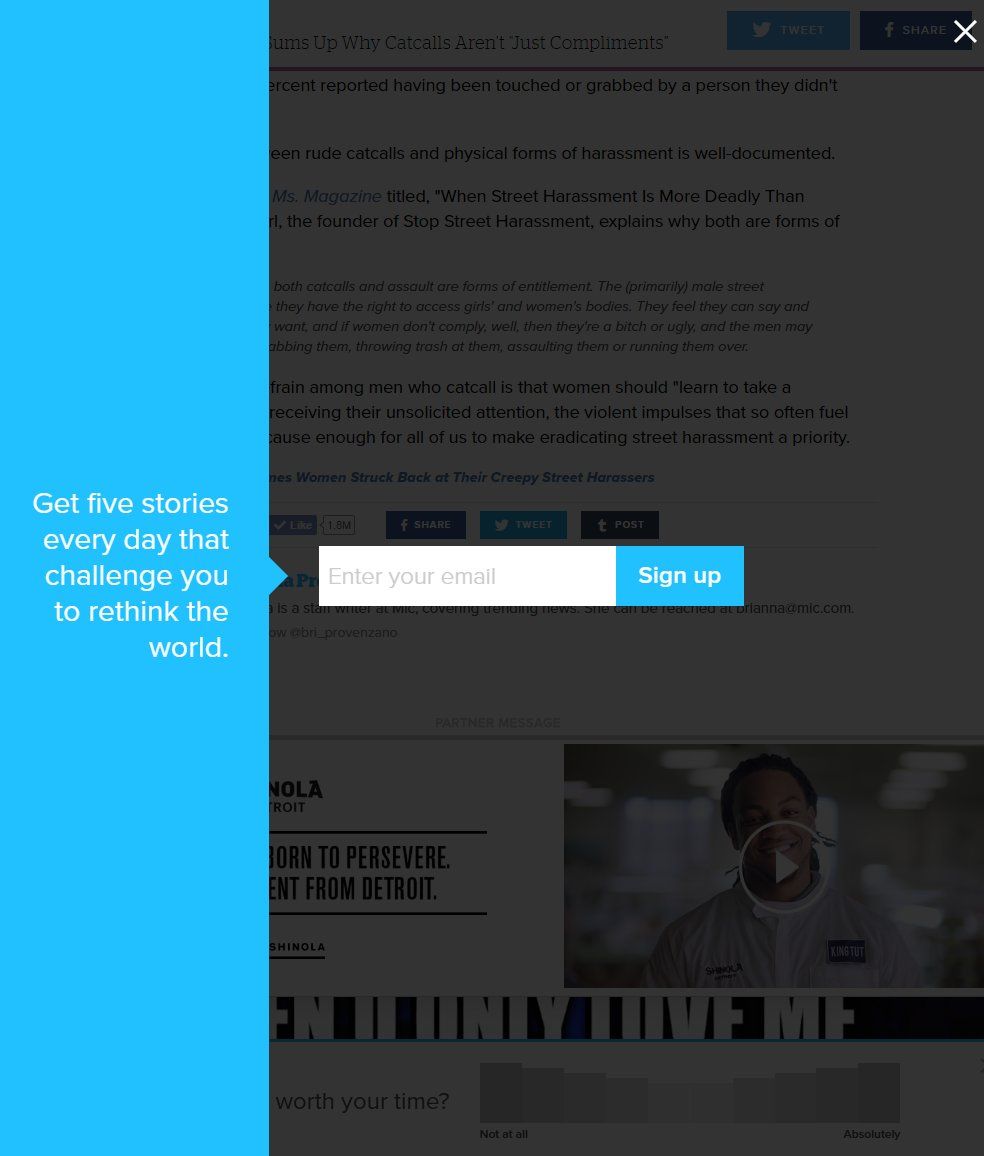 Sums Up Why Catcalls Aren't "Just Compliments"
TWEET
SHARE
percent reported having been touched or grabbed by a person they didn't
een rude catcalls and physical forms of harassment is well-documented.
Ms. Magazine titled, "When Street Harassment Is More Deadly Than
rl, the founder of Stop Street Harassment, explains why both are forms of
both catcalls and assault are forms of entitlement. The (primarily) male street
they have the right to access girls' and women's bodies. They feel they can say and
want, and if women don't comply, well, then they're a bitch or ugly, and the men may
abbing them, throwing trash at them, assaulting them or running them over.
frain among men who catcall is that women should "learn to take a
receiving their unsolicited attention, the violent impulses that so often fuel
cause enough for all of us to make eradicating street harassment a priority.
nes Women Struck Back at Their Creepy Street Harassers
Like 1.8M
SHARE
TWEET
POST
Get five stories
every day that
challenge you
to rethink the
world.
Enter your email
Sign up
a is a staff writer at Mic, covering trending news. She can be reached at brianna@mic.com.
ow @bri_provenzano
PARTNER MESSAGE
NOLA
ROIT
BORN TO PERSEVERE.
ENT FROM DETROIT.
SHINOLA
SHINOLA
KING TUT
EN IT ONLY LOVE ME
worth your time?
Not at all
Absolutely